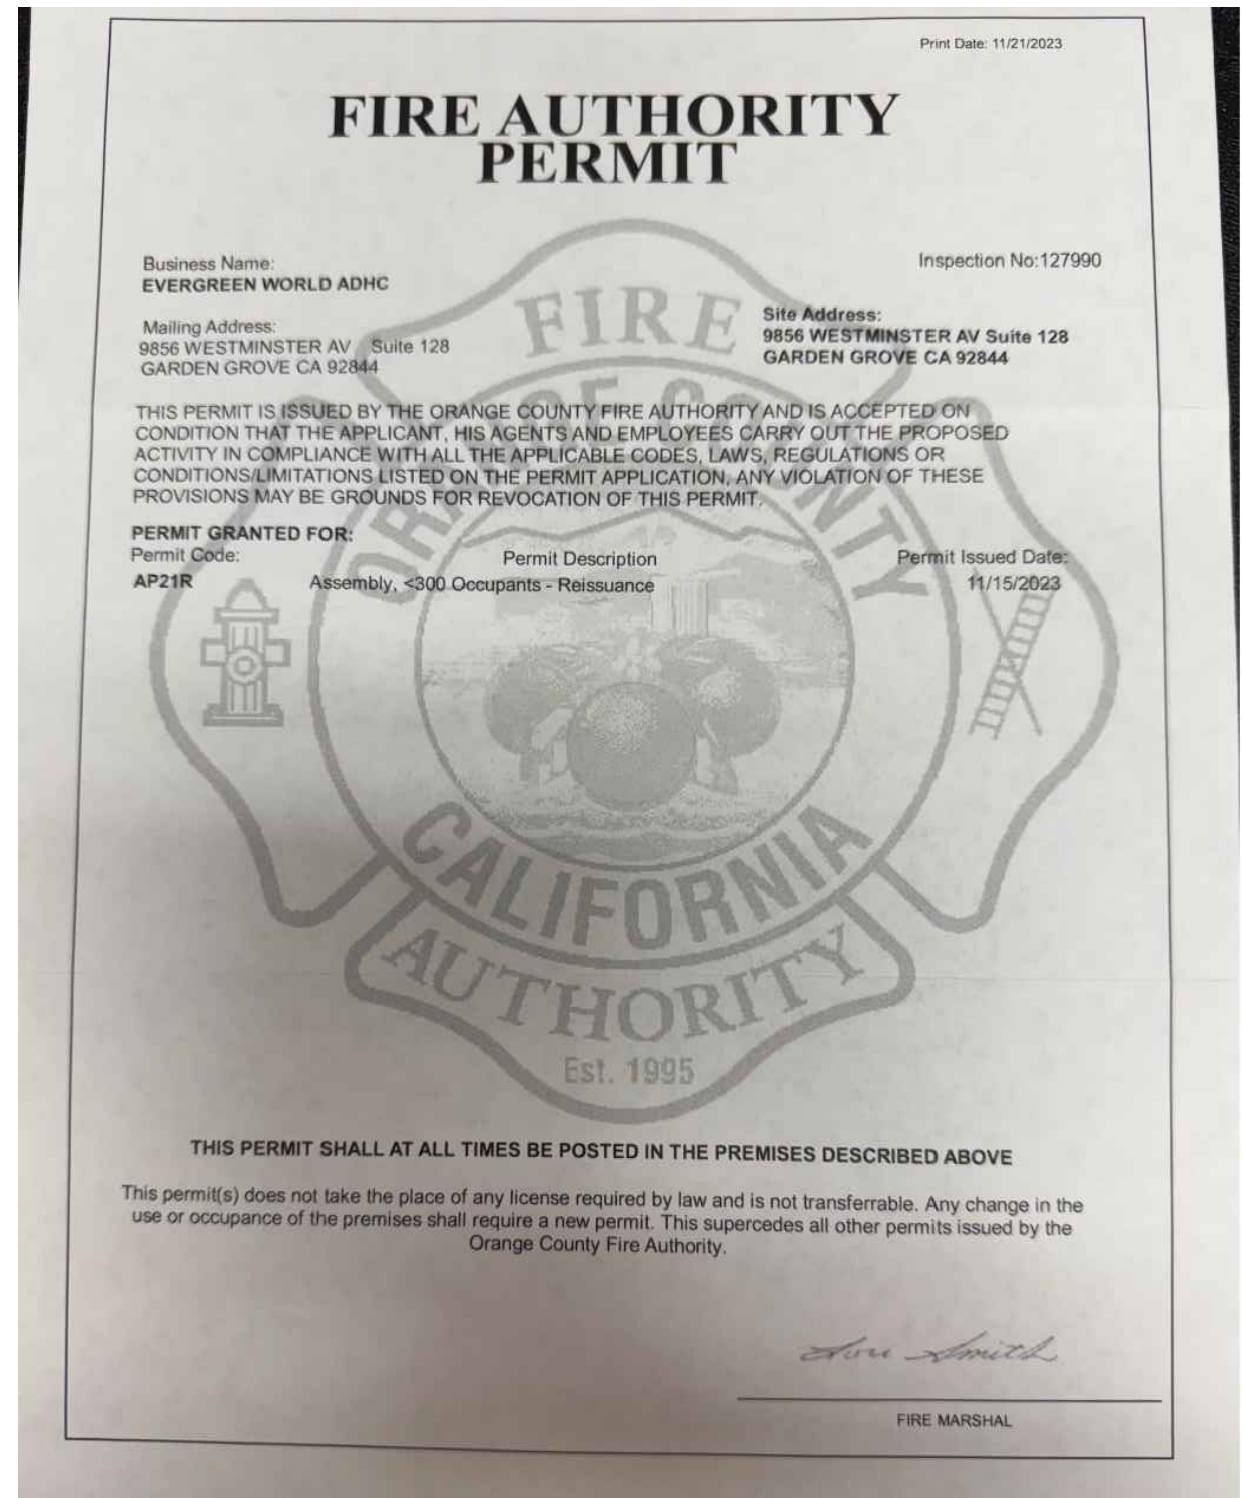 Print Date: 11/21/2023
FIRE AUTHORITY
PERMIT
Business Name:
EVERGREEN WORLD ADHC
Inspection No:127990
Mailing Address:
9856 WESTMINSTER AV Suite 128
GARDEN GROVE CA 92844
Site Address:
9856 WESTMINSTER AV Suite 128
GARDEN GROVE CA 92844
THIS PERMIT IS ISSUED BY THE ORANGE COUNTY FIRE AUTHORITY AND IS ACCEPTED ON
CONDITION THAT THE APPLICANT, HIS AGENTS AND EMPLOYEES CARRY OUT THE PROPOSED
ACTIVITY IN COMPLIANCE WITH ALL THE APPLICABLE CODES, LAWS, REGULATIONS OR
CONDITIONS/LIMITATIONS LISTED ON THE PERMIT APPLICATION, ANY VIOLATION OF THESE
PROVISIONS MAY BE GROUNDS FOR REVOCATION OF THIS PERMIT.
PERMIT GRANTED FOR:
Permit Code: Permit Description Permit Issued Date:
AP21R Assembly, <300 Occupants - Reissuance 11/15/2023
FIRE
ORANGE COUNTY
CALIFORNIA
AUTHORITY
Est. 1995
THIS PERMIT SHALL AT ALL TIMES BE POSTED IN THE PREMISES DESCRIBED ABOVE
This permit(s) does not take the place of any license required by law and is not transferrable. Any change in the
use or occupance of the premises shall require a new permit. This supercedes all other permits issued by the
Orange County Fire Authority.
Lori Smith
FIRE MARSHAL